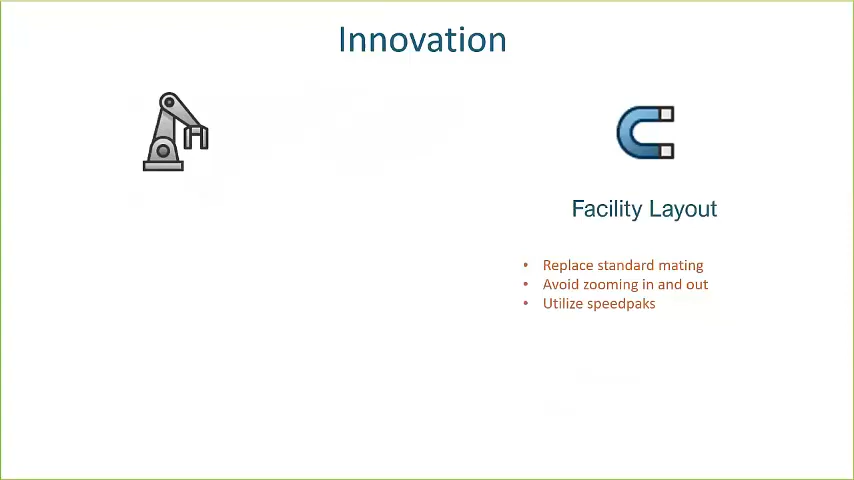 Innovation
Facility Layout
• Replace standard mating
• Avoid zooming in and out
• Utilize speedpaks